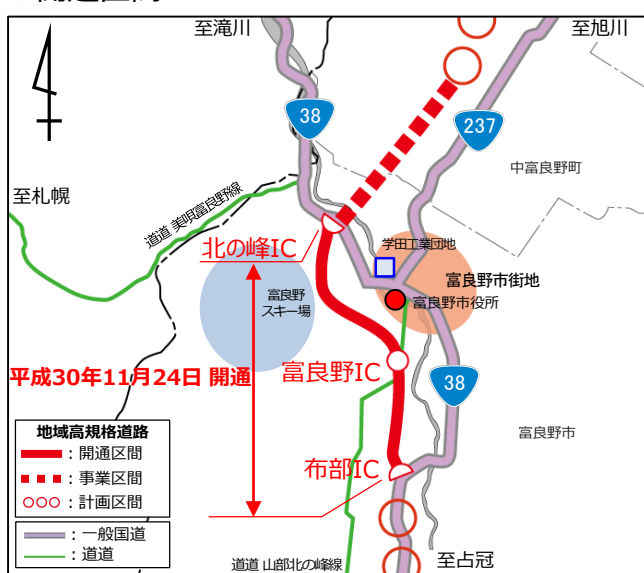 至滝川
至旭川
38
237
中富良野町
至札幌
道道 美唄富良野線
北の峰IC
学田工業団地
富良野市街地
富良野
スキー場
富良野市役所
平成30年11月24日 開通
富良野IC
38
富良野市
布部IC
地域高規格道路
：開通区間
：事業区間
：計画区間
：一般国道
：道道
道道 山部北の峰線
至占冠